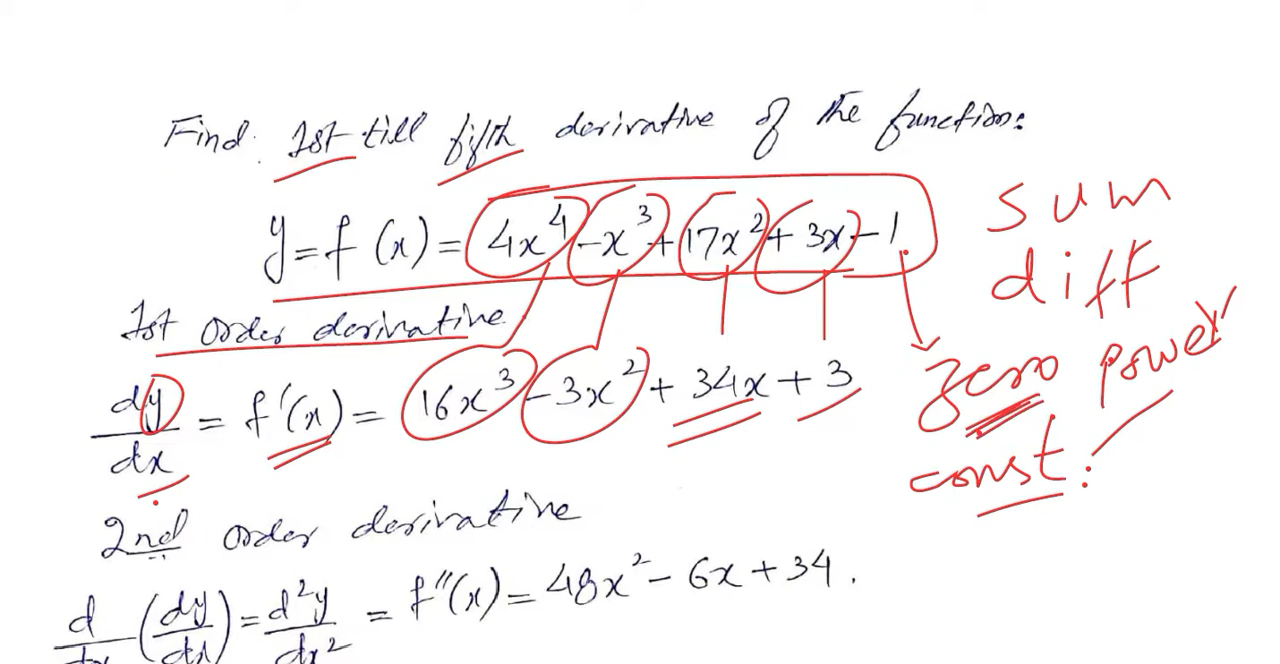 Find: 1st till fifth derivative of the function:
y = f(x) = 4x⁴ - x³ + 17x² + 3x - 1
sum
diff
1st order derivative
zero power
dy/dx = f'(x) = 16x³ - 3x² + 34x + 3
const.
2nd order derivative
d/dx (dy/dx) = d²y/dx² = f''(x) = 48x² - 6x + 34.